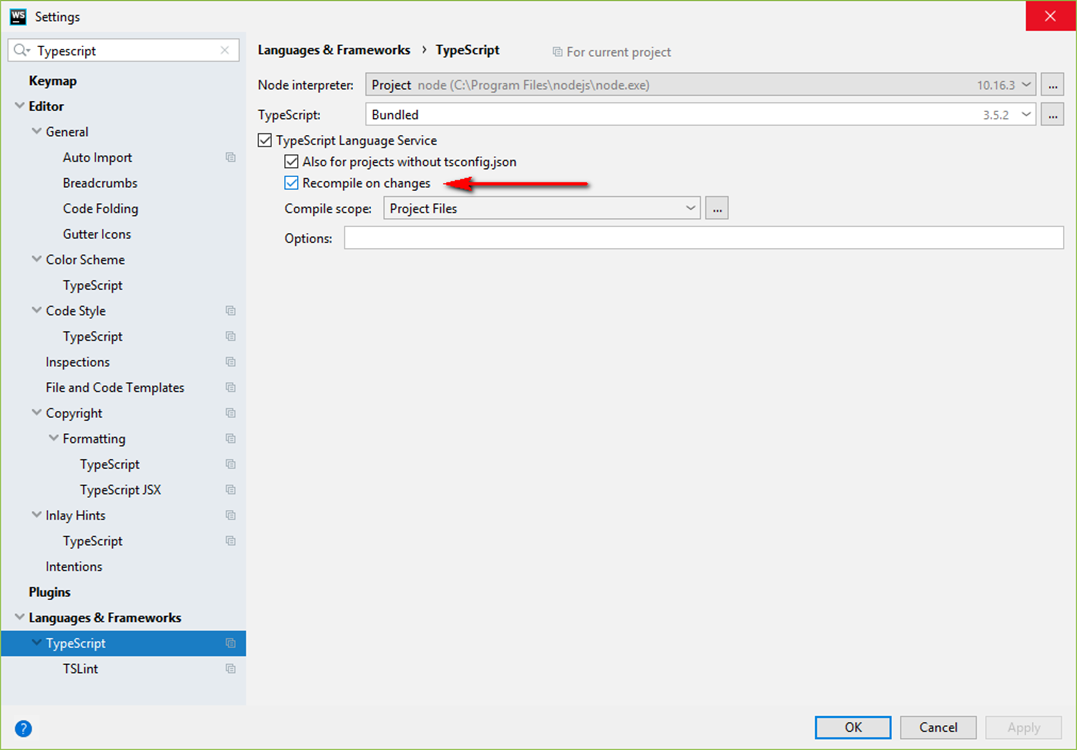 WS Settings
Typescript
Keymap
Editor
General
Auto Import
Breadcrumbs
Code Folding
Gutter Icons
Color Scheme
TypeScript
Code Style
TypeScript
Inspections
File and Code Templates
Copyright
Formatting
TypeScript
TypeScript JSX
Inlay Hints
TypeScript
Intentions
Plugins
Languages & Frameworks
TypeScript
TSLint
Languages & Frameworks › TypeScript For current project
Node interpreter: Project node (C:\Program Files\nodejs\node.exe) 10.16.3 ...
TypeScript: Bundled 3.5.2 ...
TypeScript Language Service
Also for projects without tsconfig.json
Recompile on changes
Compile scope: Project Files ...
Options:
? OK Cancel Apply